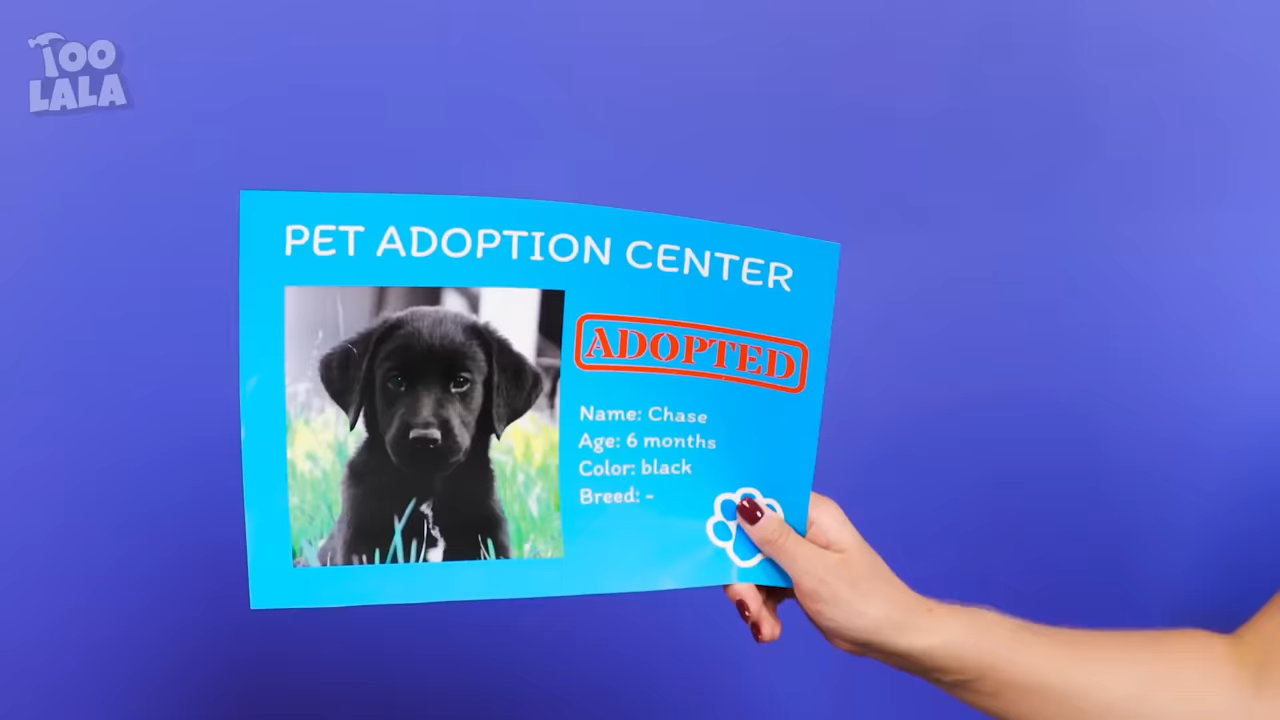 TOO
LALA
PET ADOPTION CENTER
ADOPTED
Name: Chase
Age: 6 months
Color: black
Breed: -